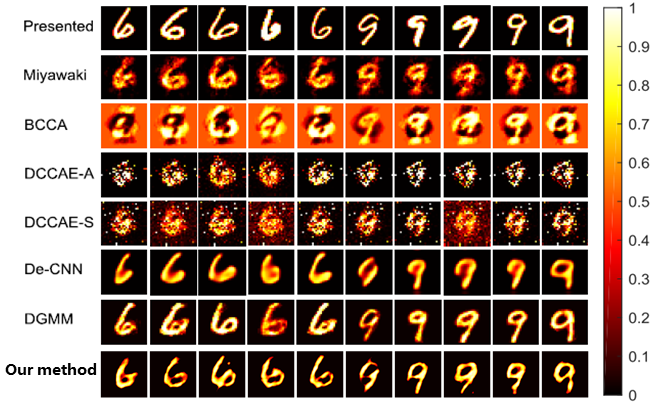 Presented
Miyawaki
BCCA
DCCAE-A
DCCAE-S
De-CNN
DGMM
Our method
1
0.9
0.8
0.7
0.6
0.5
0.4
0.3
0.2
0.1
0